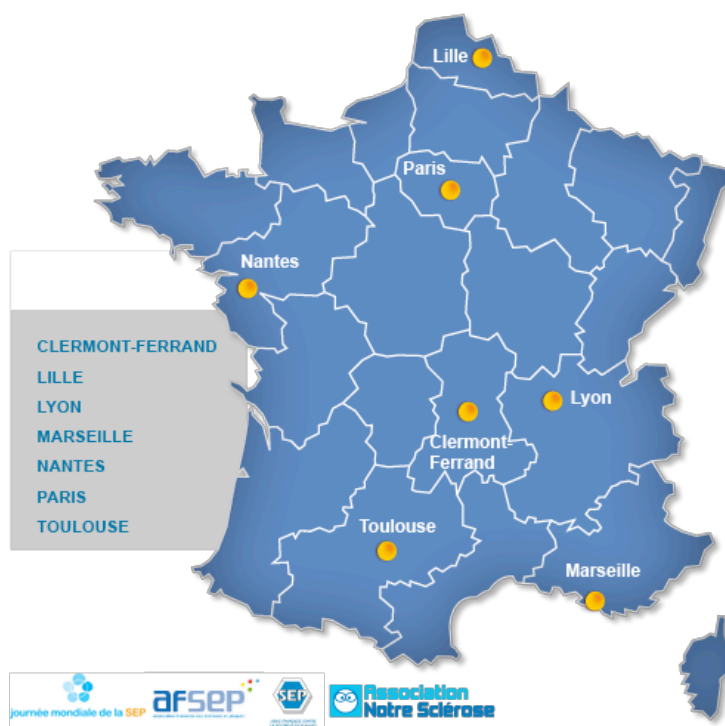 Lille
Paris
Nantes
CLERMONT-FERRAND
LILLE
LYON
MARSEILLE
NANTES
PARIS
TOULOUSE
Lyon
Clermont-
Ferrand
Toulouse
Marseille
journée mondiale de la SEP
afsep
SEP
Association
Notre Sclérose